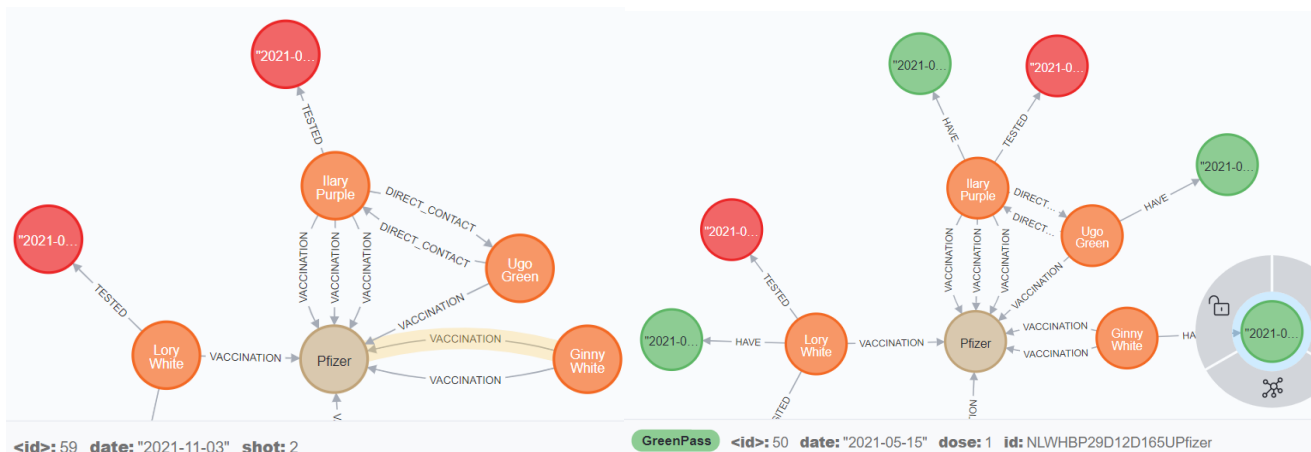 "2021-0...
TESTED
Ilary
Purple
DIRECT_CONTACT
DIRECT_CONTACT
"2021-0...
TESTED
Ugo
Green
VACCINATION
VACCINATION
VACCINATION
VACCINATION
Lory
White
VACCINATION
Pfizer
VACCINATION
VACCINATION
Ginny
White
V
<id>: 59 date: "2021-11-03" shot: 2
"2021-0...
"2021-0...
HAVE
TESTED
"2021-0...
Ilary
Purple
DIRECT...
DIRECT...
HAVE
"2021-0...
Ugo
Green
VACCINATION
VACCINATION
VACCINATION
VACCINATION
TESTED
"2021-0...
HAVE
Lory
White
VACCINATION
Pfizer
VACCINATION
VACCINATION
Ginny
White
HA
"2021-0...
SITED
ION
GreenPass <id>: 50 date: "2021-05-15" dose: 1 id: NLWHBP29D12D165UPfizer